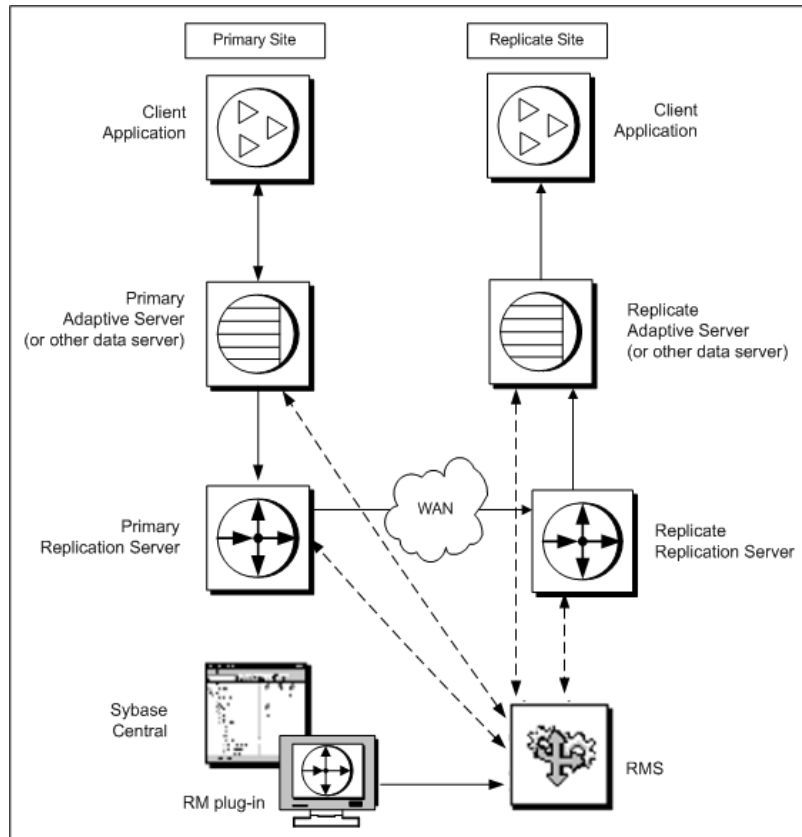 Primary Site
Replicate Site
Client
Application
Client
Application
Primary
Adaptive Server
(or other data server)
Replicate
Adaptive Server
(or other data server)
WAN
Primary
Replication Server
Replicate
Replication Server
Sybase
Central
RM plug-in
RMS